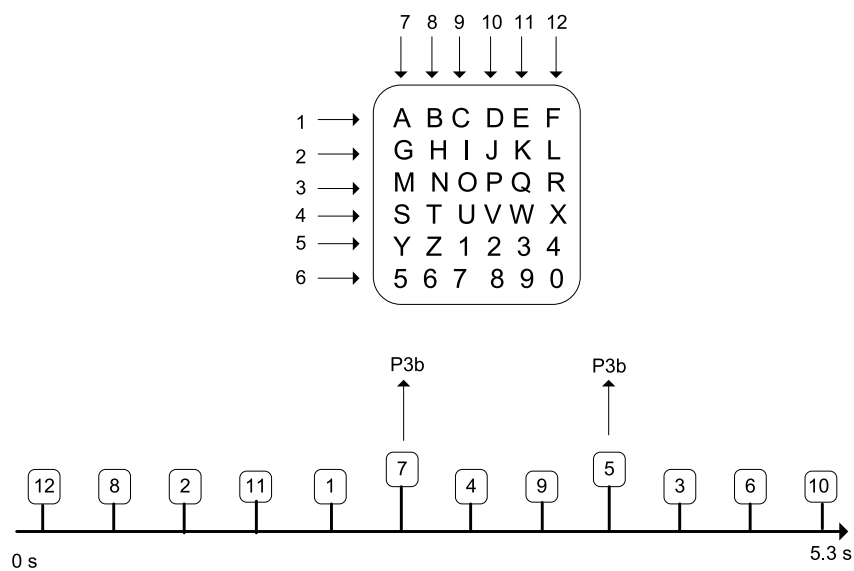 7 8 9 10 11 12
1 A B C D E F
2 G H I J K L
3 M N O P Q R
4 S T U V W X
5 Y Z 1 2 3 4
6 5 6 7 8 9 0
P3b P3b
12 8 2 11 1 7 4 9 5 3 6 10
0 s 5.3 s